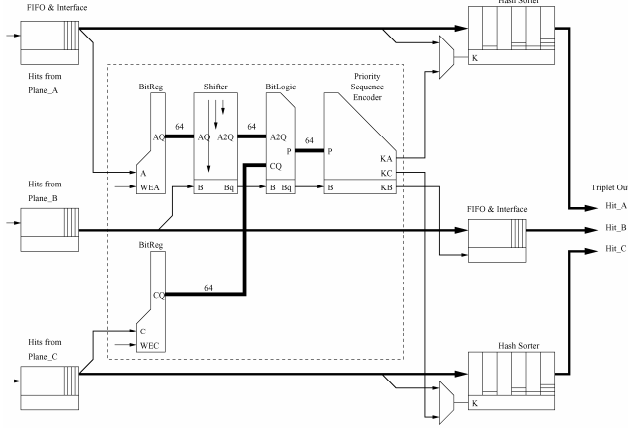 FIFO & Interface
Hash Sorter
K
Hits from
Plane_A
BitReg
Shifter
BitLogic
Priority
Sequence
Encoder
64
64
64
AQ
AQ
A2Q
A2Q
P
P
CQ
KA
A
KC
WEA
B
Bq
B
Bq
B
KB
Hits from
Plane_B
FIFO & Interface
Triplet Out
Hit_A
Hit_B
Hit_C
BitReg
64
CQ
C
WEC
Hits from
Plane_C
Hash Sorter
K